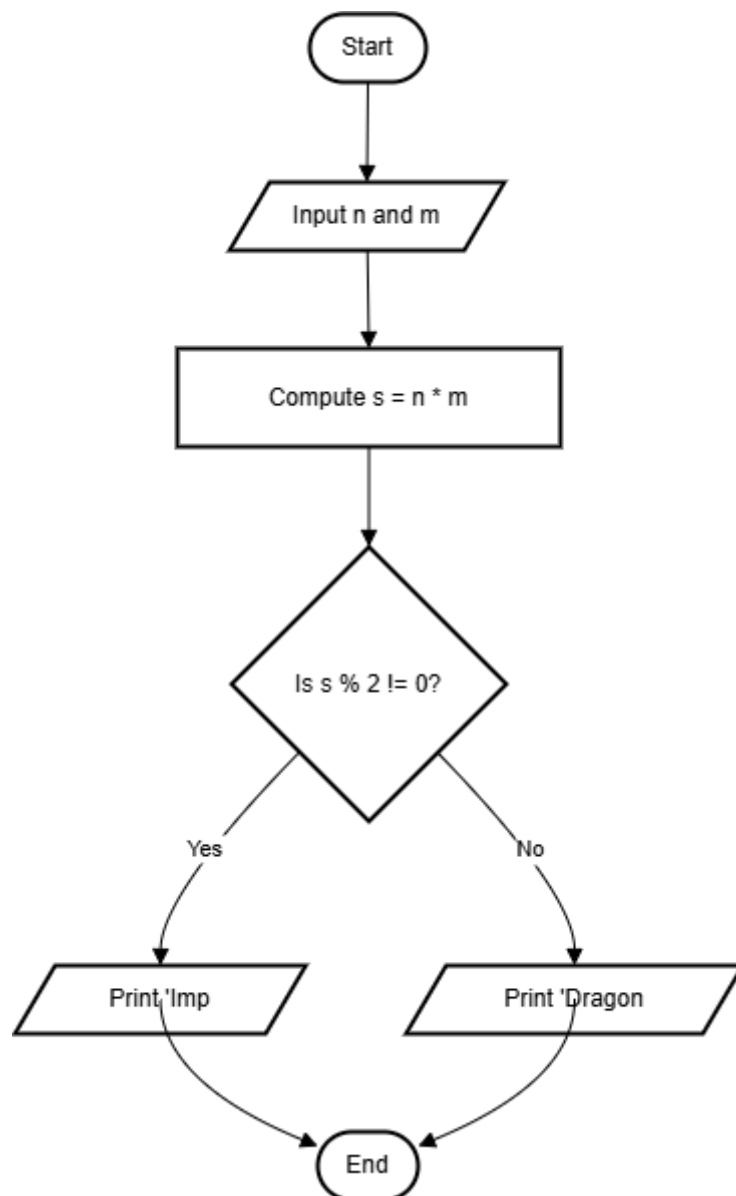 Start
Input n and m
Compute s = n * m
Is s % 2 != 0?
Yes
No
Print 'Imp
Print 'Dragon
End